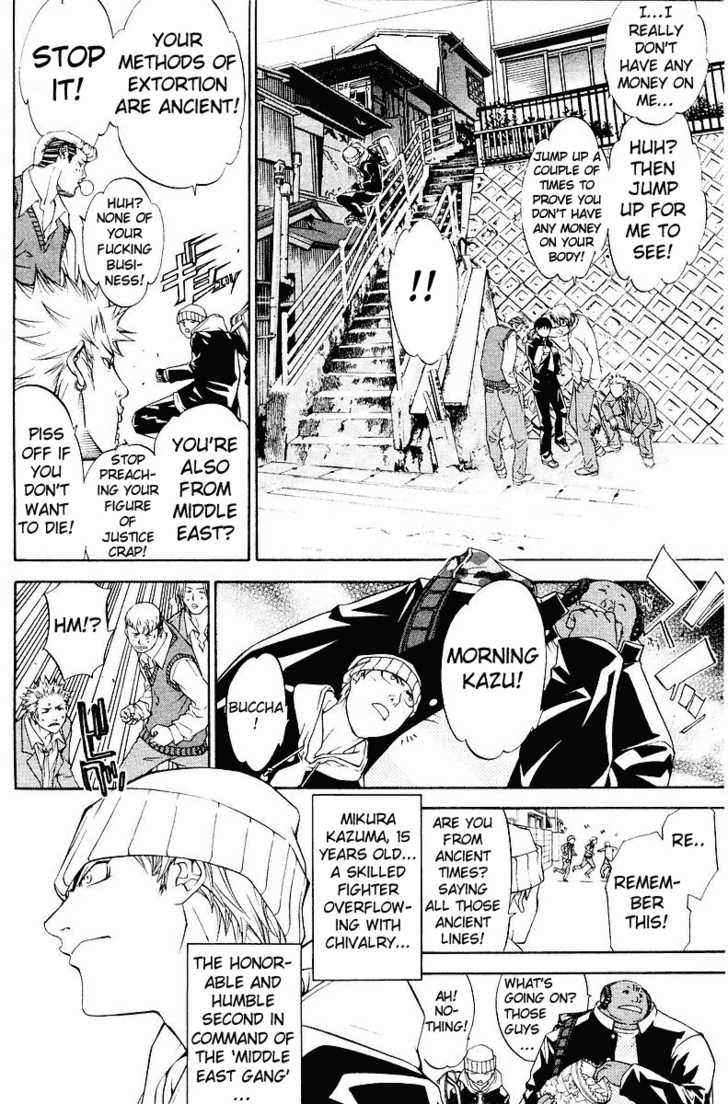 I...I
REALLY
DON'T
HAVE ANY
MONEY ON
ME...
HUH?
THEN
JUMP
UP FOR
ME TO
SEE!
JUMP UP A
COUPLE OF
TIMES TO
PROVE YOU
DON'T HAVE
ANY MONEY
ON YOUR
BODY!
!!
YOUR
METHODS OF
EXTORTION
ARE ANCIENT!
STOP
IT!
HUH?
NONE OF
YOUR
FUCKING
BUSI-
NESS!
YOU'RE
ALSO
FROM
MIDDLE
EAST?
STOP
PREACH-
ING YOUR
FIGURE
OF
JUSTICE
CRAP!
PISS
OFF IF
YOU
DON'T
WANT
TO DIE!
MORNING
KAZU!
BUCCHA
!
HM!?
RE..
REMEM-
BER
THIS!
ARE YOU
FROM
ANCIENT
TIMES?
SAYING
ALL THOSE
ANCIENT
LINES!
MIKURA
KAZUMA, 15
YEARS OLD...
A SKILLED
FIGHTER
OVERFLOW-
ING WITH
CHIVALRY...
THE HONOR-
ABLE AND
HUMBLE
SECOND IN
COMMAND
OF THE
'MIDDLE
EAST GANG'
...
WHAT'S
GOING ON?
THOSE
GUYS
...
AH!
NO-
THING!